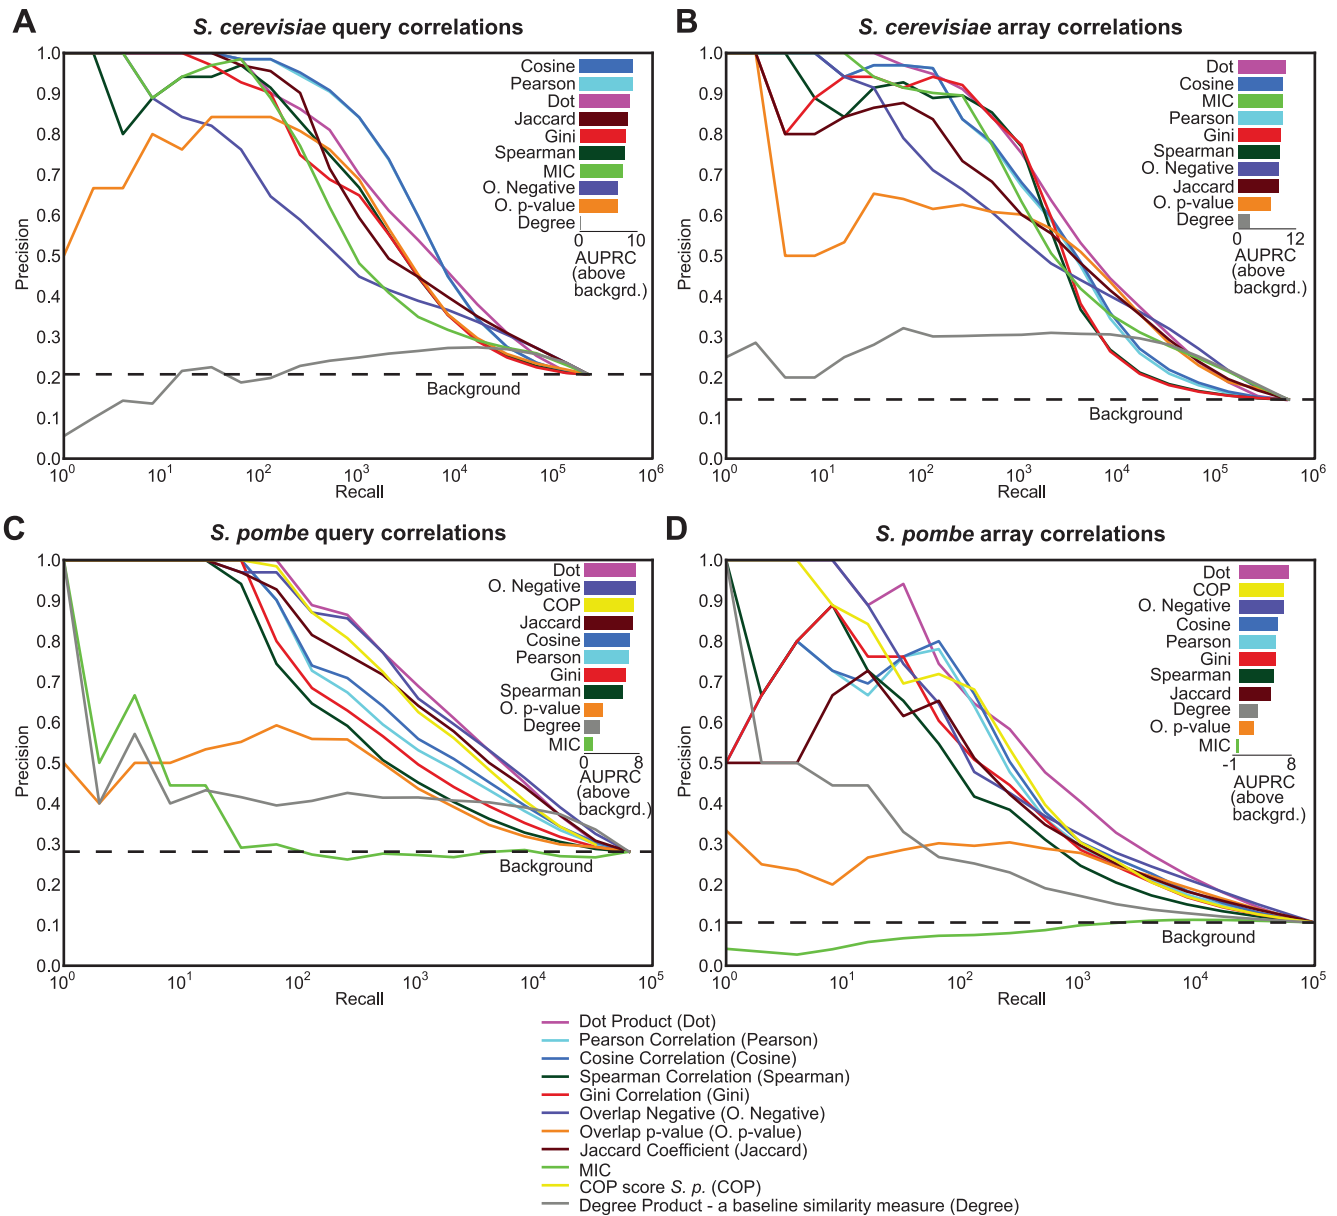 A
S. cerevisiae query correlations
1.0
0.9
0.8
0.7
0.6
0.5
0.4
0.3
0.2
0.1
0.0
Precision
10^0
10^1
10^2
10^3
10^4
10^5
10^6
Recall
Background
Cosine
Pearson
Dot
Jaccard
Gini
Spearman
MIC
O. Negative
O. p-value
Degree
0 10
AUPRC
(above
backgrd.)
B
S. cerevisiae array correlations
1.0
0.9
0.8
0.7
0.6
0.5
0.4
0.3
0.2
0.1
0.0
Precision
10^0
10^1
10^2
10^3
10^4
10^5
10^6
Recall
Background
Dot
Cosine
MIC
Pearson
Gini
Spearman
O. Negative
Jaccard
O. p-value
Degree
0 12
AUPRC
(above
backgrd.)
C
S. pombe query correlations
1.0
0.9
0.8
0.7
0.6
0.5
0.4
0.3
0.2
0.1
0.0
Precision
10^0
10^1
10^2
10^3
10^4
10^5
Recall
Background
Dot
O. Negative
COP
Jaccard
Cosine
Pearson
Gini
Spearman
O. p-value
Degree
MIC
0 8
AUPRC
(above
backgrd.)
D
S. pombe array correlations
1.0
0.9
0.8
0.7
0.6
0.5
0.4
0.3
0.2
0.1
0.0
Precision
10^0
10^1
10^2
10^3
10^4
10^5
Recall
Background
Dot
COP
O. Negative
Cosine
Pearson
Gini
Spearman
Jaccard
Degree
O. p-value
MIC
-1 8
AUPRC
(above
backgrd.)
Dot Product (Dot)
Pearson Correlation (Pearson)
Cosine Correlation (Cosine)
Spearman Correlation (Spearman)
Gini Correlation (Gini)
Overlap Negative (O. Negative)
Overlap p-value (O. p-value)
Jaccard Coefficient (Jaccard)
MIC
COP score S. p. (COP)
Degree Product - a baseline similarity measure (Degree)